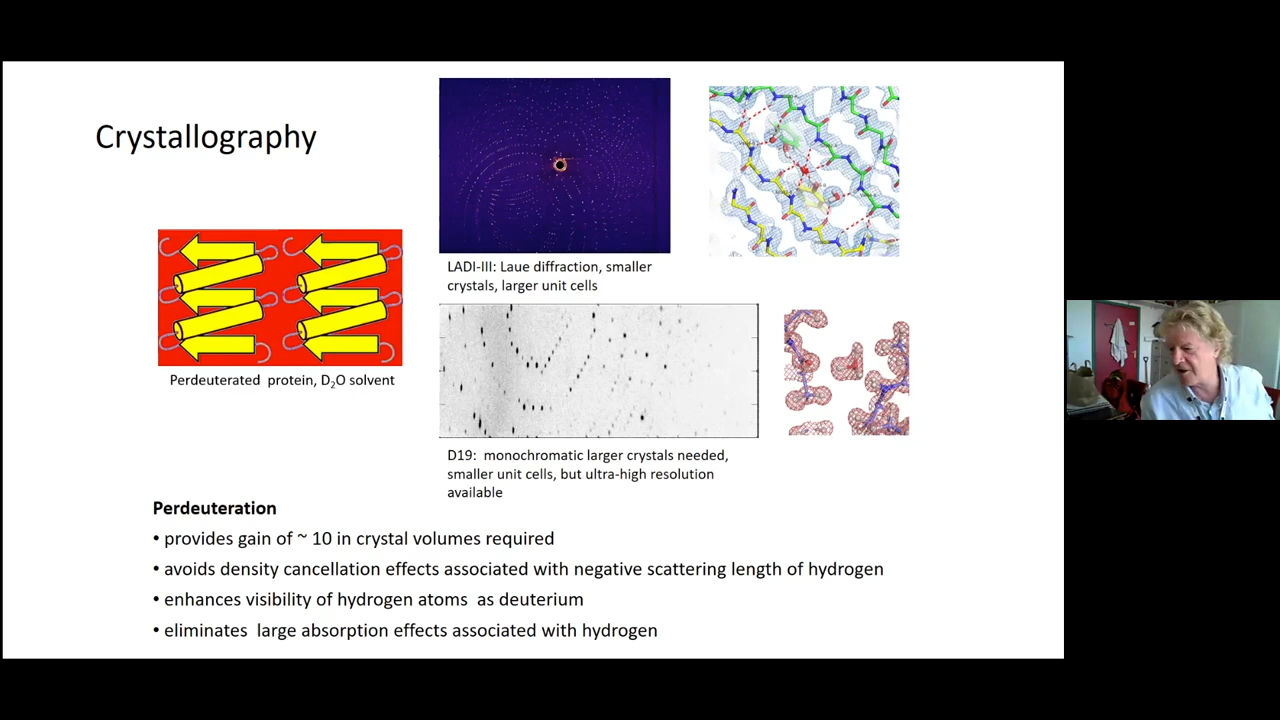 Crystallography
LADI-III: Laue diffraction, smaller
crystals, larger unit cells
Perdeuterated protein, D₂O solvent
D19: monochromatic larger crystals needed,
smaller unit cells, but ultra-high resolution
available
Perdeuteration
• provides gain of ~ 10 in crystal volumes required
• avoids density cancellation effects associated with negative scattering length of hydrogen
• enhances visibility of hydrogen atoms as deuterium
• eliminates large absorption effects associated with hydrogen